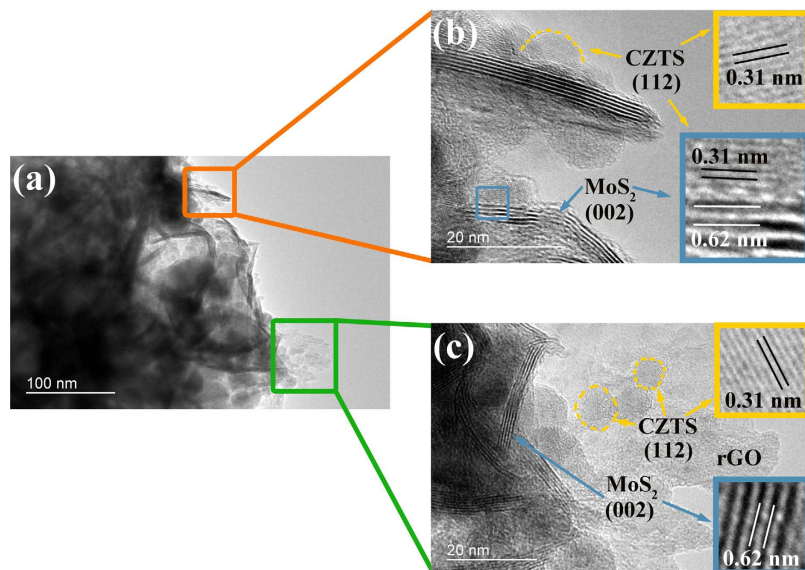 (a)
100 nm
(b)
CZTS
(112)
0.31 nm
0.31 nm
MoS₂
(002)
0.62 nm
20 nm
(c)
CZTS
(112)
0.31 nm
rGO
MoS₂
(002)
0.62 nm
20 nm